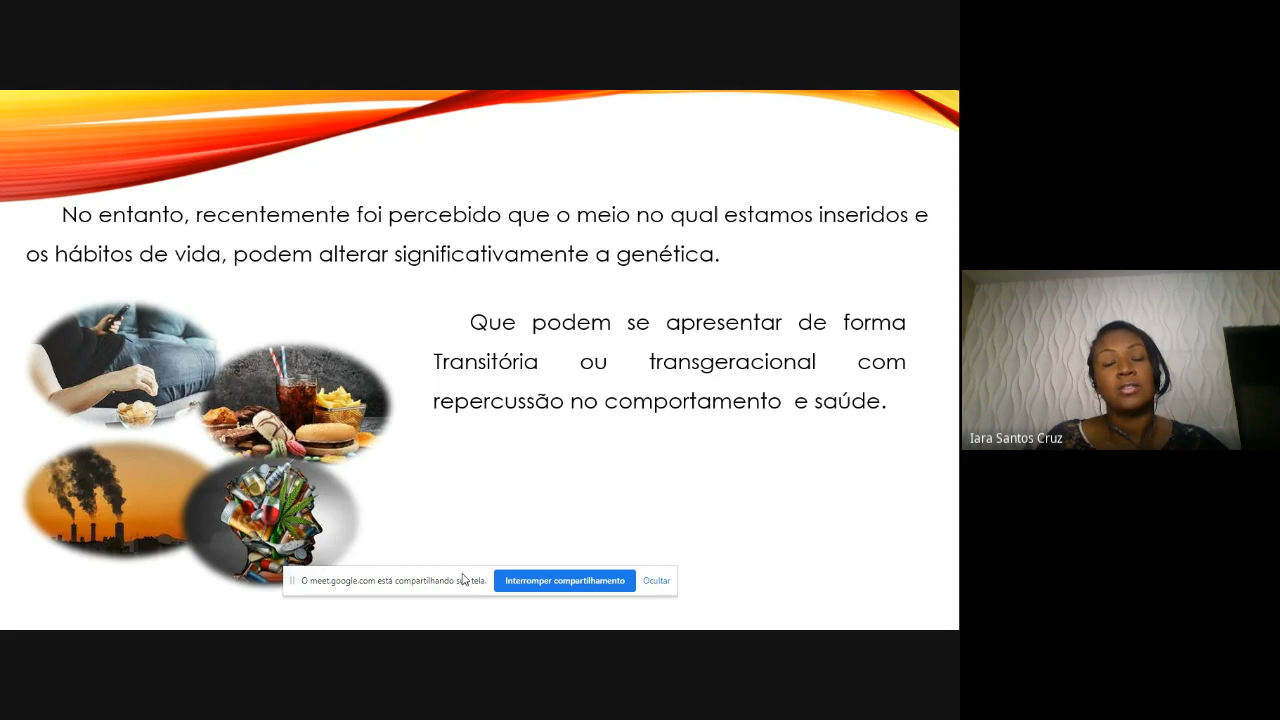 No entanto, recentemente foi percebido que o meio no qual estamos inseridos e
os hábitos de vida, podem alterar significativamente a genética.
Que podem se apresentar de forma
Transitória ou transgeracional com
repercussão no comportamento e saúde.
Iara Santos Cruz
O meet.google.com está compartilhando sua tela.
Interromper compartilhamento
Ocultar